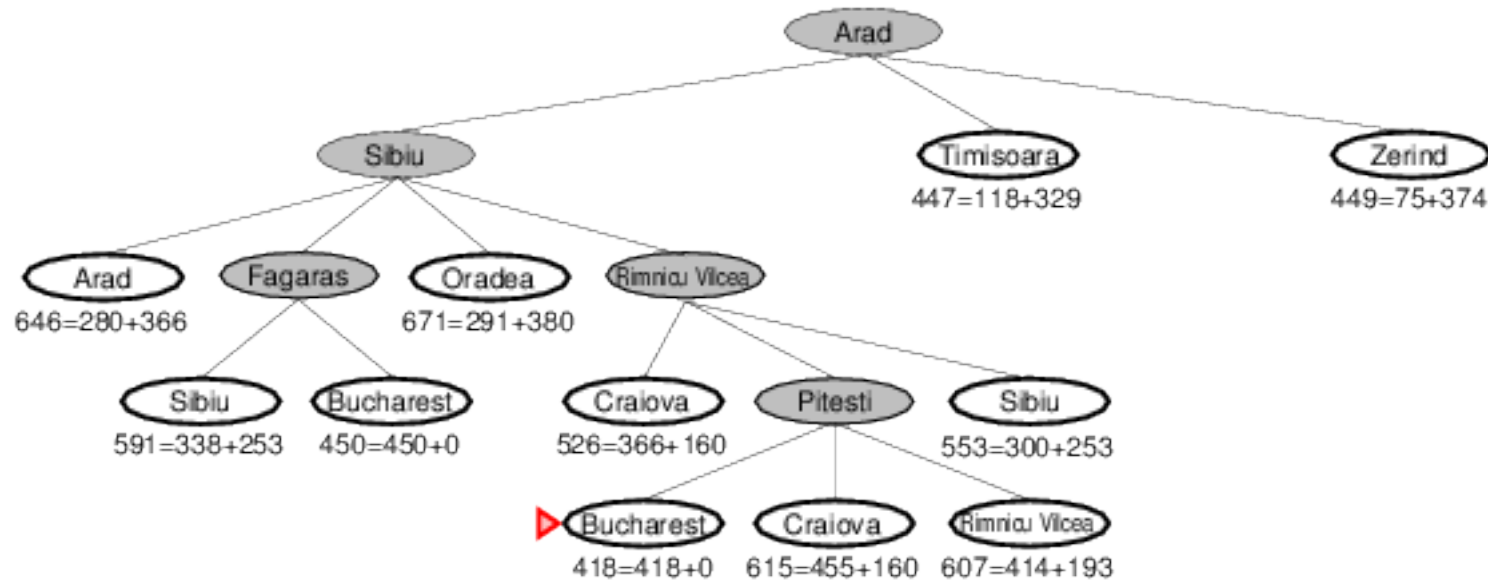 Arad
Sibiu
Timisoara
Zerind
447=118+329
449=75+374
Arad
Fagaras
Oradea
Rimnicu Vilcea
646=280+366
671=291+380
Sibiu
Bucharest
Craiova
Pitesti
Sibiu
591=338+253
450=450+0
526=366+160
553=300+253
Bucharest
Craiova
Rimnicu Vilcea
418=418+0
615=455+160
607=414+193